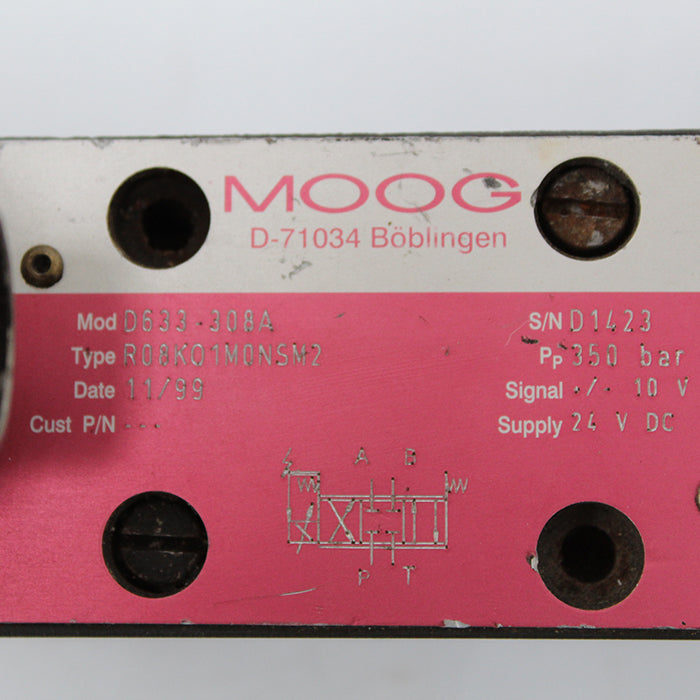 MOOG
D-71034 Böblingen
Mod D633-308A
Type R08KO1M0NSM2
Date 11/99
Cust P/N ---
S/N D1423
Pp 350 bar
Signal +/- 10 V
Supply 24 V DC
A B
P T